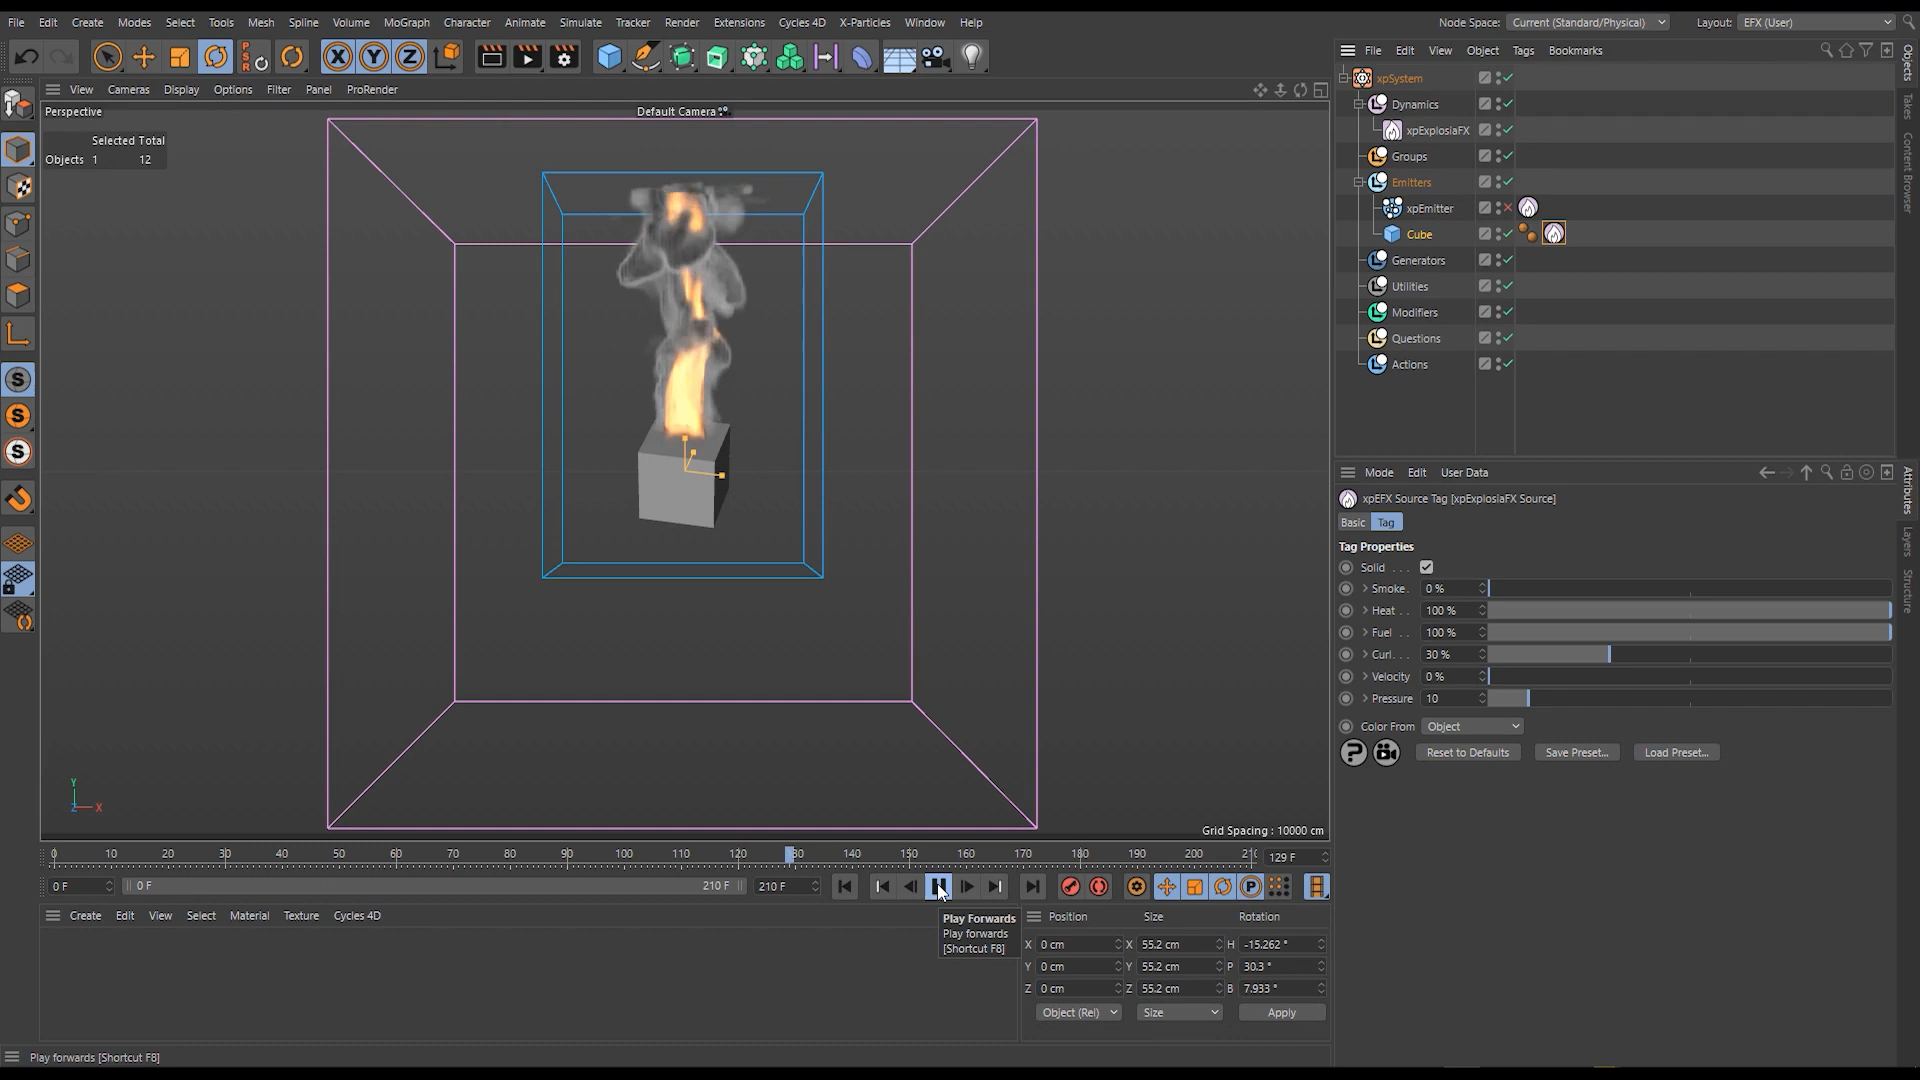 File Edit Create Modes Select Tools Mesh Spline Volume MoGraph Character Animate Simulate Tracker Render Extensions Cycles 4D X-Particles Window Help
Node Space: Current (Standard/Physical) Layout: EFX (User)
File Edit View Object Tags Bookmarks
View Cameras Display Options Filter Panel ProRender
Perspective
Default Camera
Selected Total
Objects 1 12
PSR
X Y Z
S
S
S
xpSystem
Dynamics
xpExplosiaFX
Groups
Emitters
xpEmitter
Cube
Generators
Utilities
Modifiers
Questions
Actions
Objects
Takes
Content Browser
Mode Edit User Data
xpEFX Source Tag [xpExplosiaFX Source]
Basic Tag
Tag Properties
Solid . . .
Smoke . 0 %
Heat . . 100 %
Fuel . . 100 %
Curl . . . 30 %
Velocity 0 %
Pressure 10
Color From Object
? Reset to Defaults Save Preset... Load Preset...
Attributes
Layers
Structure
Y
Z X
Grid Spacing : 10000 cm
0 10 20 30 40 50 60 70 80 90 100 110 120 130 140 150 160 170 180 190 200 129 F
0 F 0 F 210 F 210 F P
Create Edit View Select Material Texture Cycles 4D
Play Forwards
Play forwards
[Shortcut F8]
Position Size Rotation
X 0 cm X 55.2 cm H -15.262 °
Y 0 cm Y 55.2 cm P 30.3 °
Z 0 cm Z 55.2 cm B 7.933 °
Object (Rel) Size Apply
Play forwards [Shortcut F8]